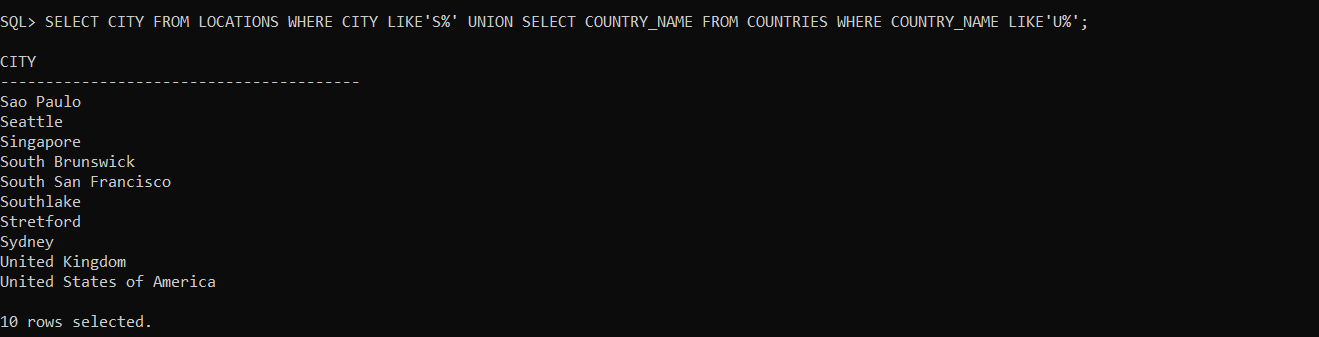 SQL> SELECT CITY FROM LOCATIONS WHERE CITY LIKE'S%' UNION SELECT COUNTRY_NAME FROM COUNTRIES WHERE COUNTRY_NAME LIKE'U%';
CITY
----------------------------------------
Sao Paulo
Seattle
Singapore
South Brunswick
South San Francisco
Southlake
Stretford
Sydney
United Kingdom
United States of America
10 rows selected.